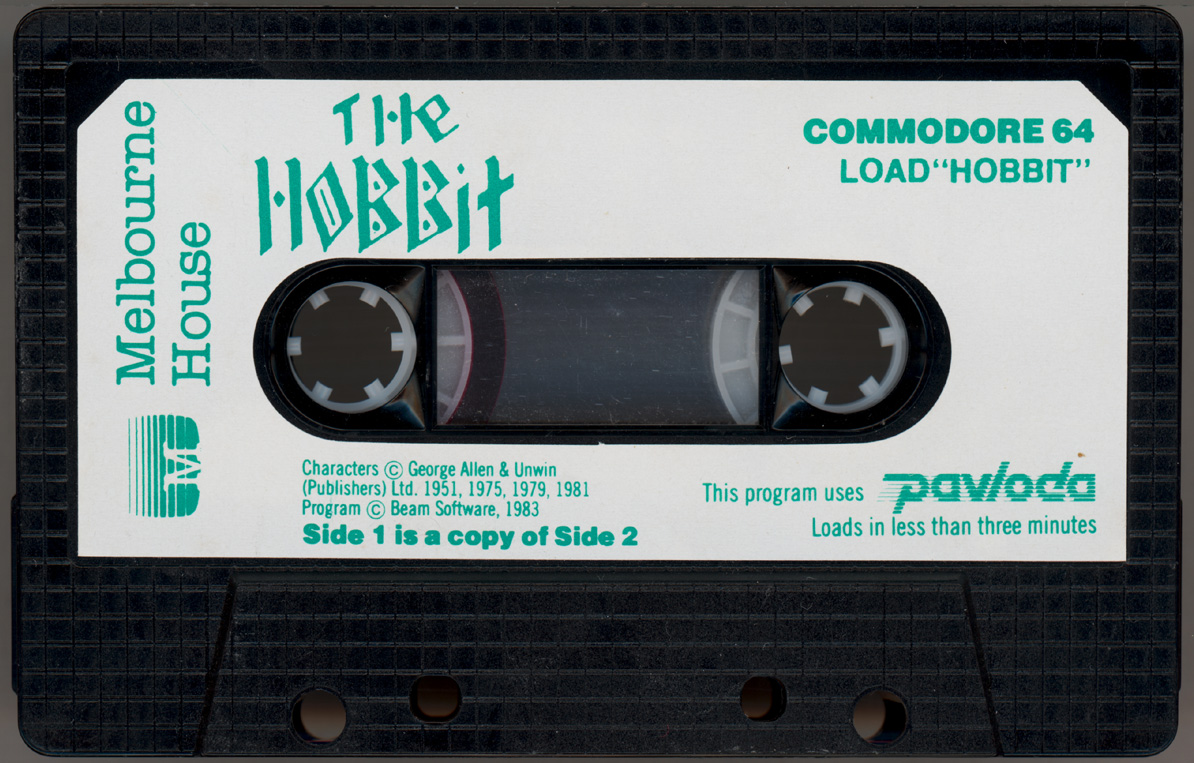 THE
HOBBIT
COMMODORE 64
LOAD“HOBBIT”
Melbourne
House
M
Characters © George Allen & Unwin
(Publishers) Ltd. 1951, 1975, 1979, 1981
Program © Beam Software, 1983
Side 1 is a copy of Side 2
This program uses pavloda
Loads in less than three minutes